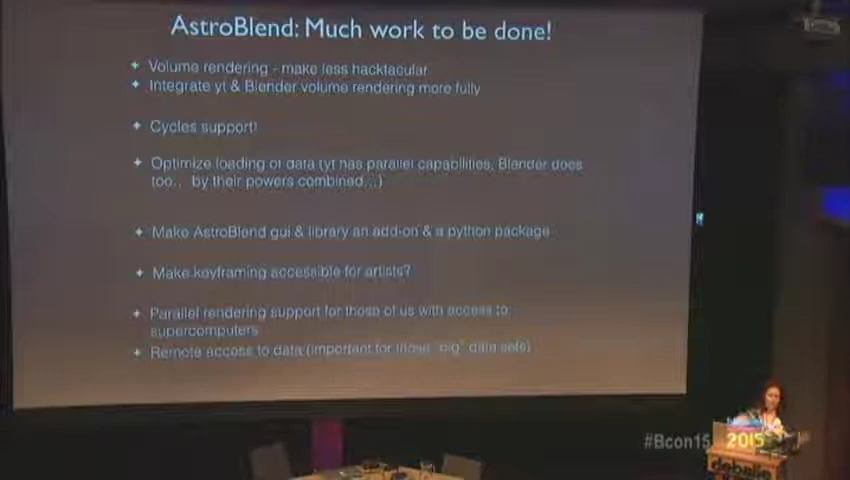 AstroBlend: Much work to be done!
+ Volume rendering - make less hacktacular
+ Integrate yt & Blender volume rendering more fully
+ Cycles support!
+ Optimize loading of data (yt has parallel capabilities, Blender does
too... by their powers combined...)
+ Make AstroBlend gui & library an add-on & a python package
+ Make keyframing accessible for artists?
+ Parallel rendering support for those of us with access to
supercomputers
+ Remote access to data (important for those "big" data sets)
#Bcon15
2015
debalie